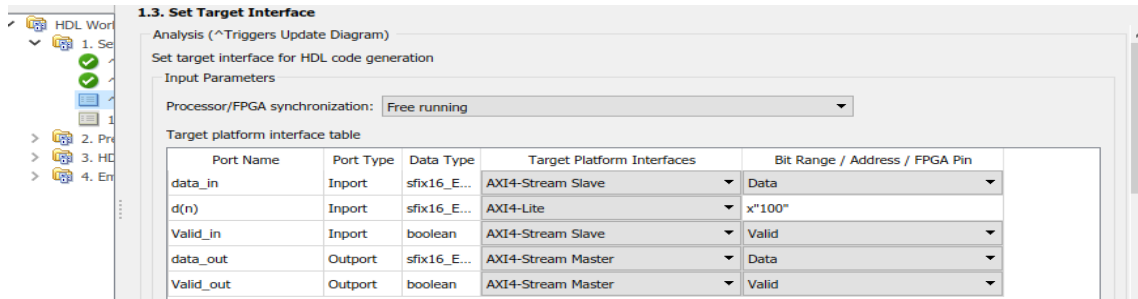 1.3. Set Target Interface
HDL Worl
Analysis (^Triggers Update Diagram)
1. Se
Set target interface for HDL code generation
^
Input Parameters
^
Processor/FPGA synchronization: Free running
^
1
Target platform interface table
2. Pre
3. HD
4. Em
Port Name Port Type Data Type Target Platform Interfaces Bit Range / Address / FPGA Pin
data_in Inport sfix16_E... AXI4-Stream Slave Data
d(n) Inport sfix16_E... AXI4-Lite x"100"
Valid_in Inport boolean AXI4-Stream Slave Valid
data_out Outport sfix16_E... AXI4-Stream Master Data
Valid_out Outport boolean AXI4-Stream Master Valid